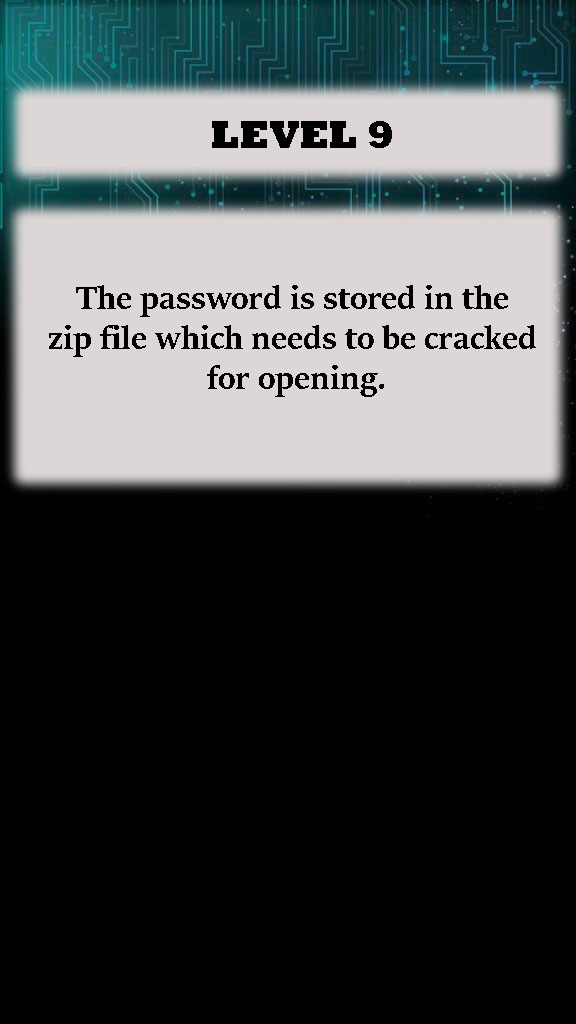 LEVEL 9
The password is stored in the
zip file which needs to be cracked
for opening.